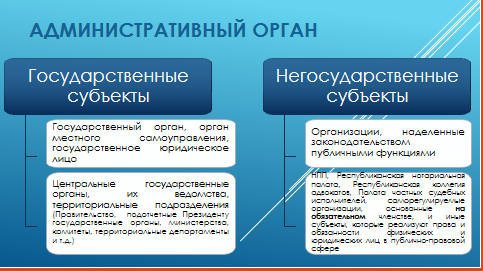 АДМИНИСТРАТИВНЫЙ ОРГАН
Государственные
субъекты
Государственный орган, орган
местного самоуправления,
государственное юридическое
лицо
Центральные государственные
органы, их ведомства,
территориальные подразделения
(Правительство, подотчетные Президенту
государственные органы, министерства,
комитеты, территориальные департаменты
и т.д.)
Негосударственные
субъекты
Организации, наделенные
законодательством
публичными функциями
НПП, Республиканская нотариальная
палата, Республиканская коллегия
адвокатов, Палата частных судебных
исполнителей, саморегулируемые
организации, основанные на
обязательном членстве, и иные
субъекты, которые реализуют права и
обязанности физических и
юридических лиц в публично-правовой
сфере